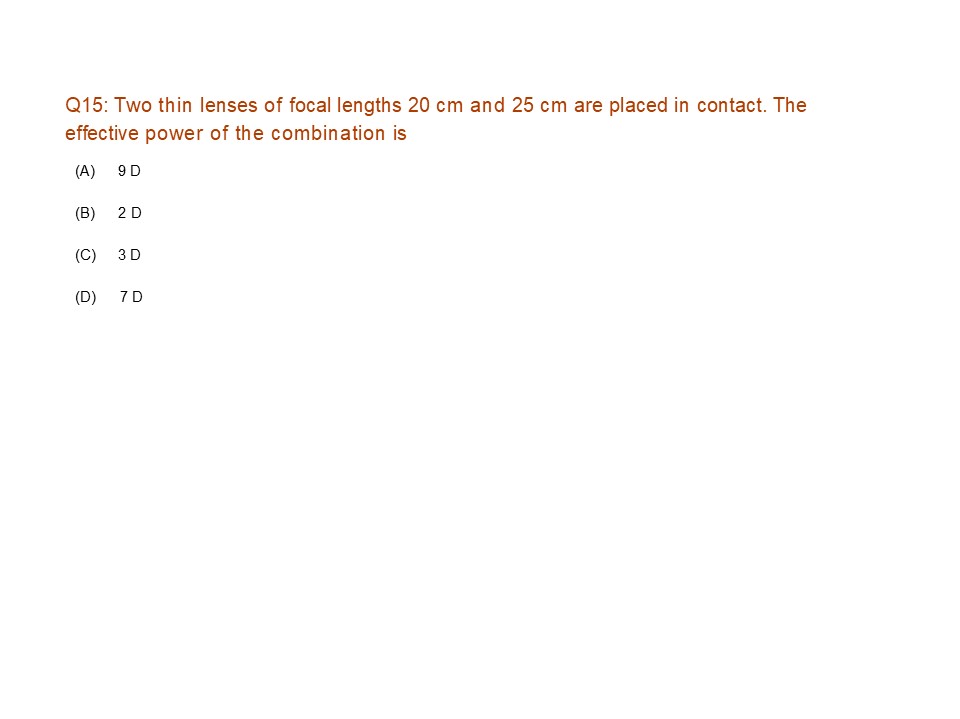 Q15: Two thin lenses of focal lengths 20 cm and 25 cm are placed in contact. The
effective power of the combination is
(A) 9 D
(B) 2 D
(C) 3 D
(D) 7 D